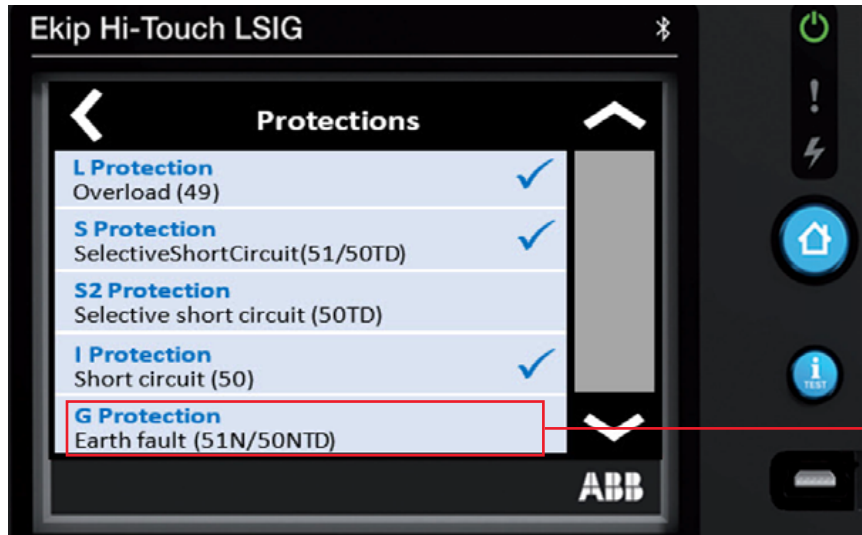 Ekip Hi-Touch LSIG
Protections
L Protection
Overload (49)
S Protection
SelectiveShortCircuit(51/50TD)
S2 Protection
Selective short circuit (50TD)
I Protection
Short circuit (50)
G Protection
Earth fault (51N/50NTD)
i
TEST
ABB